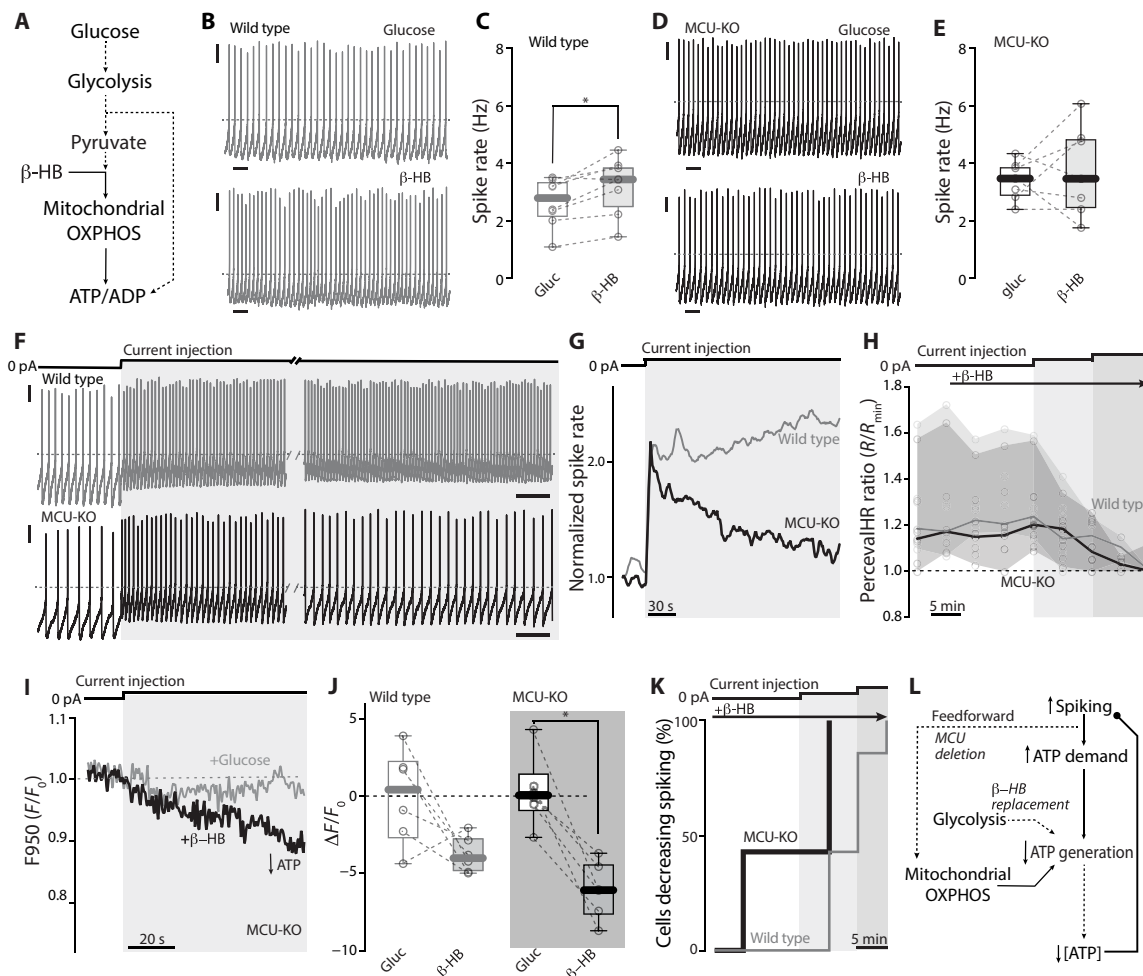 A
Glucose
Glycolysis
Pyruvate
β-HB
Mitochondrial
OXPHOS
ATP/ADP
B
Wild type
Glucose
β-HB
C
Wild type
Spike rate (Hz)
8
6
4
2
0
*
Gluc
β-HB
D
MCU-KO
Glucose
β-HB
E
MCU-KO
Spike rate (Hz)
8
6
4
2
0
gluc
β-HB
F
Current injection
0 pA
Wild type
MCU-KO
G
Current injection
0 pA
Normalized spike rate
2.0
1.0
Wild type
MCU-KO
30 s
H
Current injection
0 pA
+β-HB
PercevalHR ratio (R/Rmin)
1.8
1.6
1.4
1.2
1.0
0.8
Wild type
MCU-KO
5 min
I
Current injection
0 pA
F950 (F/F0)
1.1
1.0
0.9
0.8
+Glucose
+β-HB
↓ATP
20 s
MCU-KO
J
Wild type
MCU-KO
ΔF/F0
5
0
−5
−10
*
Gluc
β-HB
Gluc
β-HB
K
Current injection
0 pA
+β-HB
Cells decreasing spiking (%)
100
50
0
MCU-KO
Wild type
5 min
L
↑Spiking
Feedforward
MCU
deletion
↑ATP demand
β–HB
replacement
Glycolysis
↓ATP generation
Mitochondrial
OXPHOS
↓[ATP]